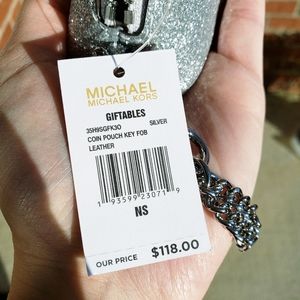 MICHAEL
MICHAEL KORS
GIFTABLES
35H9SGFK3O SILVER
COIN POUCH KEY FOB
LEATHER
1 93599 23071 9
NS
OUR PRICE $118.00